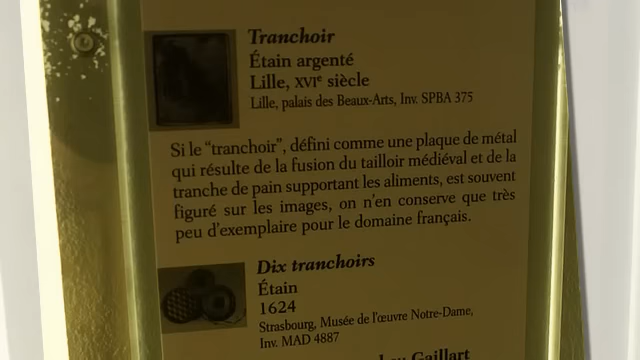 Tranchoir
Étain argenté
Lille, XVIe siècle
Lille, palais des Beaux-Arts, Inv. SPBA 375
Si le “tranchoir”, défini comme une plaque de métal
qui résulte de la fusion du tailloir médiéval et de la
tranche de pain supportant les aliments, est souvent
figuré sur les images, on n’en conserve que très
peu d’exemplaire pour le domaine français.
Dix tranchoirs
Étain
1624
Strasbourg, Musée de l’œuvre Notre-Dame,
Inv. MAD 4887
Gaillart